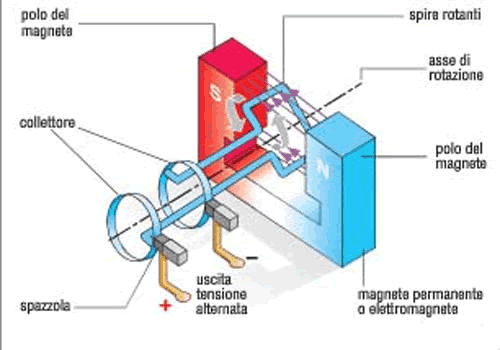 polo del
magnete
spire rotanti
asse di
rotazione
collettore
S
N
polo del
magnete
uscita
tensione
alternata
spazzola
+
−
magnete permanente
o elettromagnete